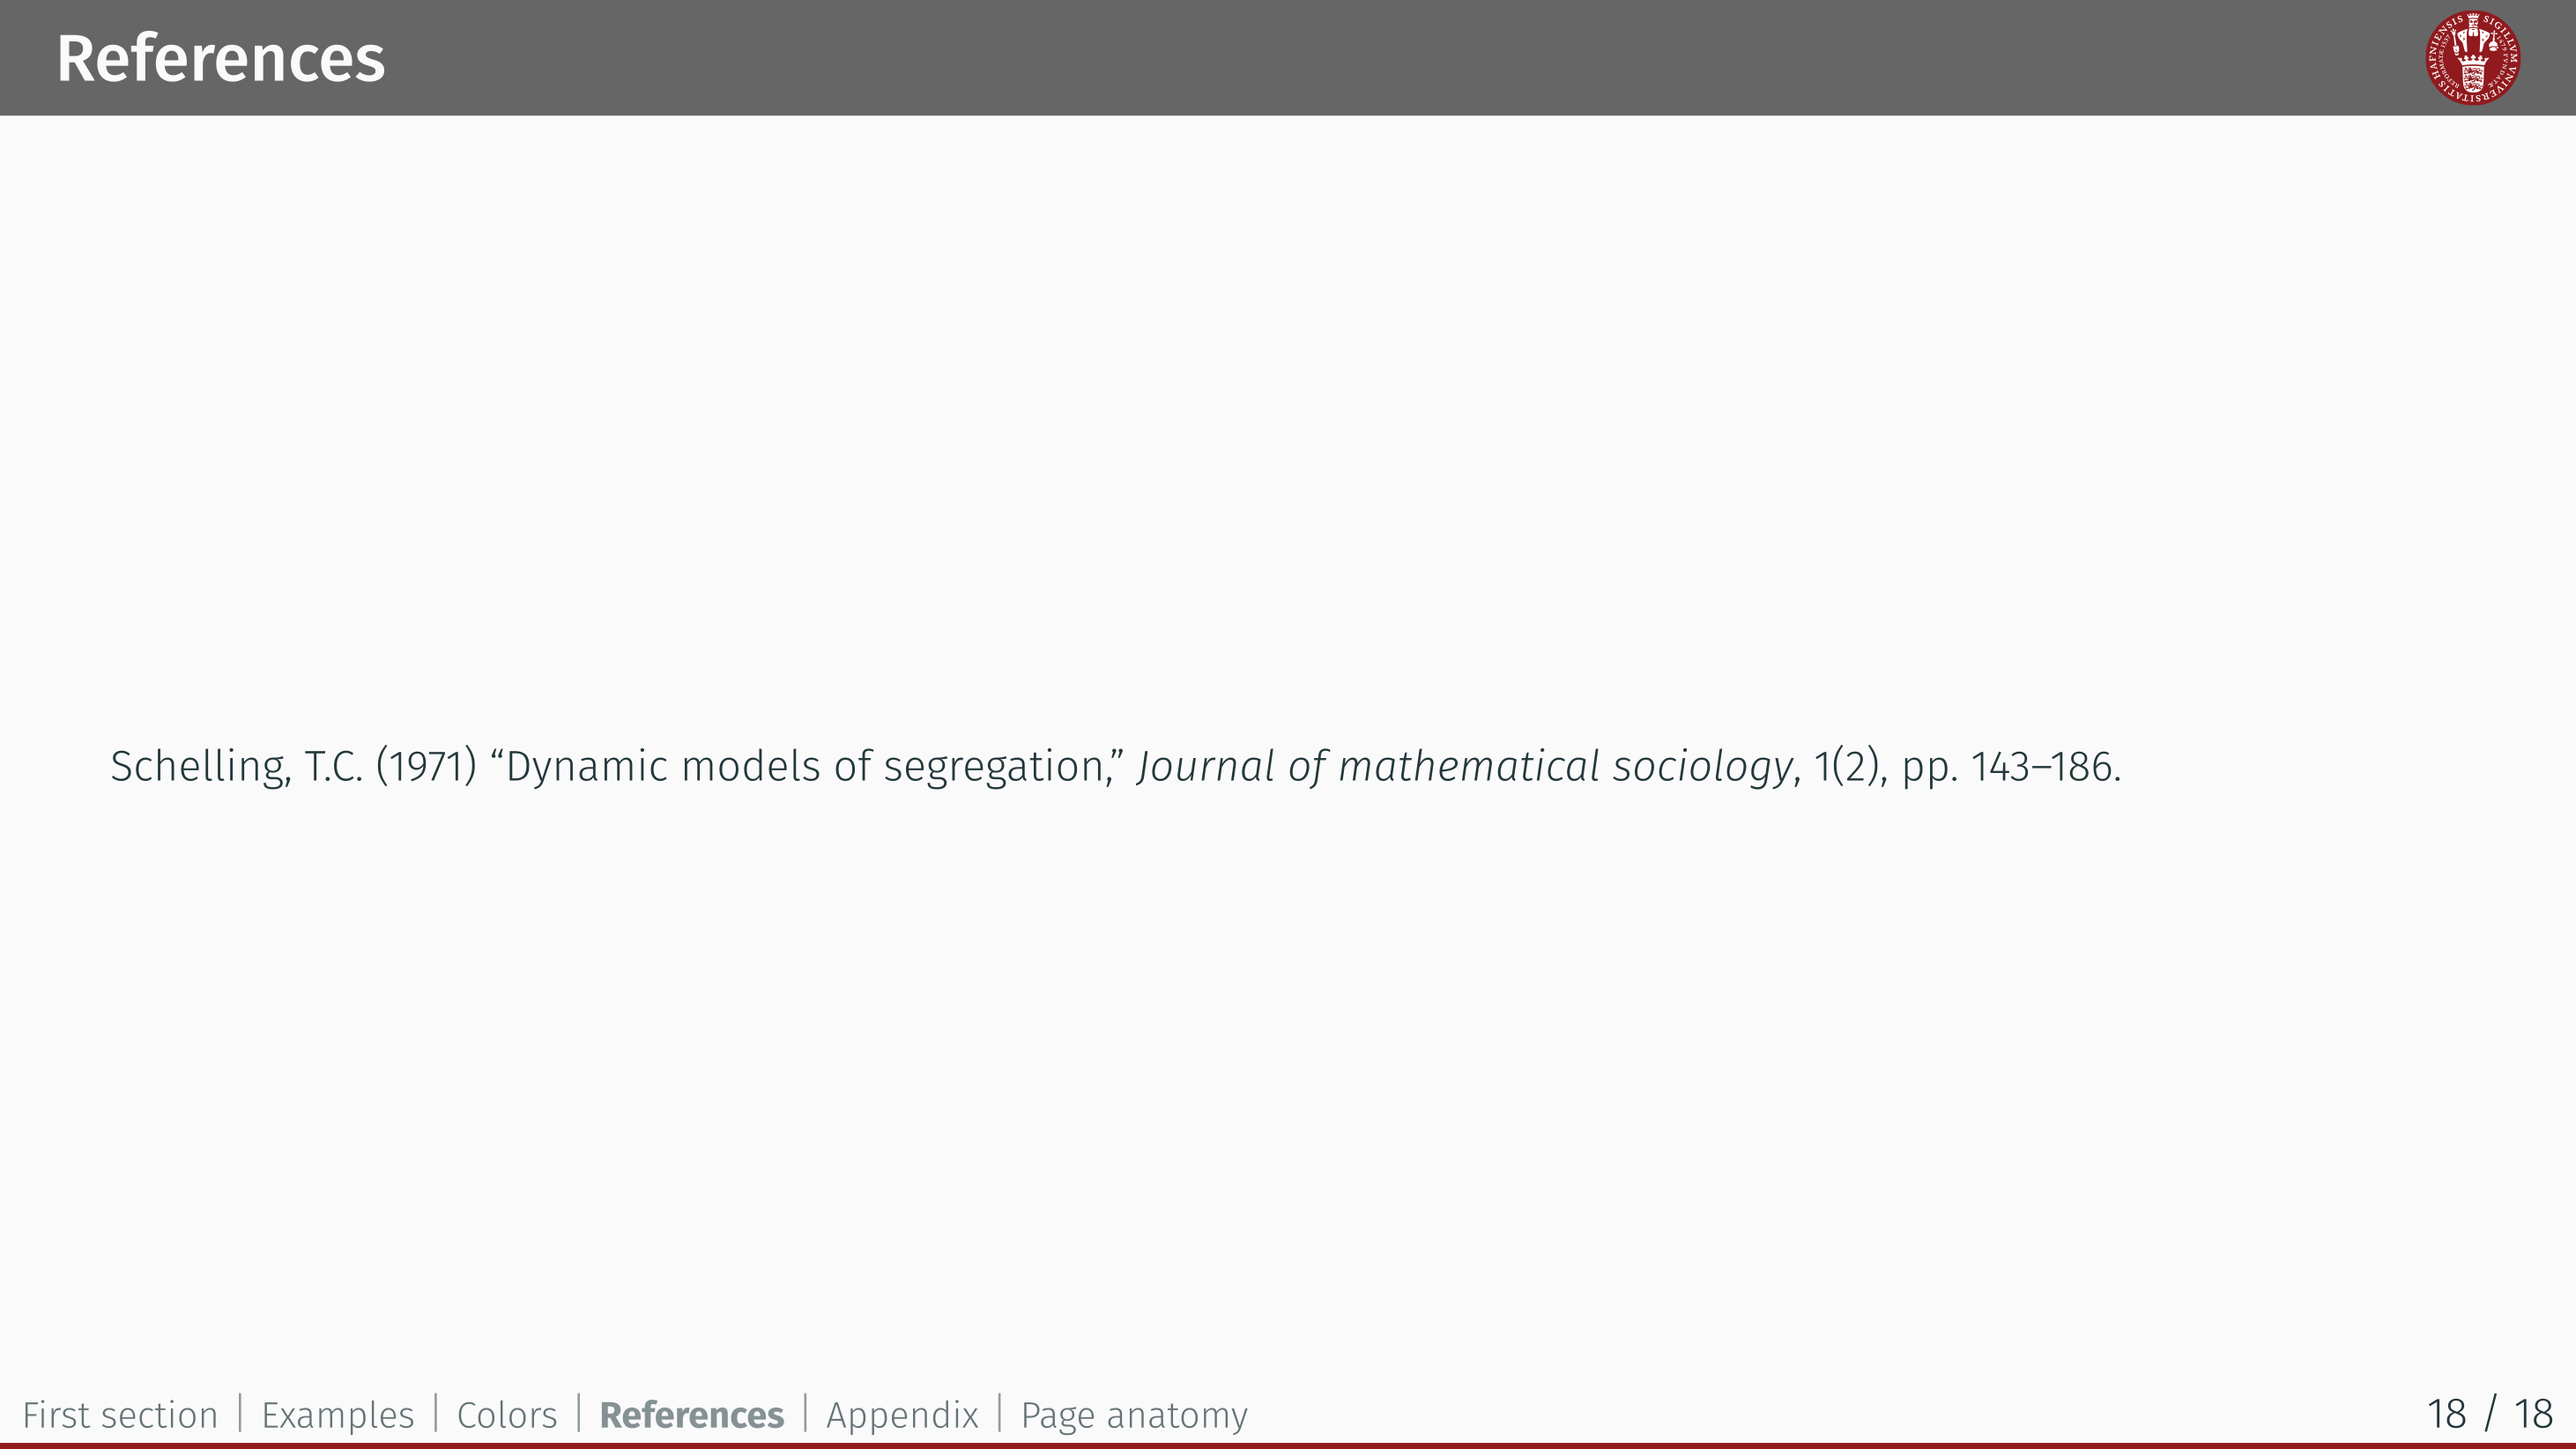 References
SIGILLVM VNIVERSITATIS HAFNIENSIS
Schelling, T.C. (1971) “Dynamic models of segregation,” Journal of mathematical sociology, 1(2), pp. 143–186.
First section | Examples | Colors | References | Appendix | Page anatomy
18 / 18